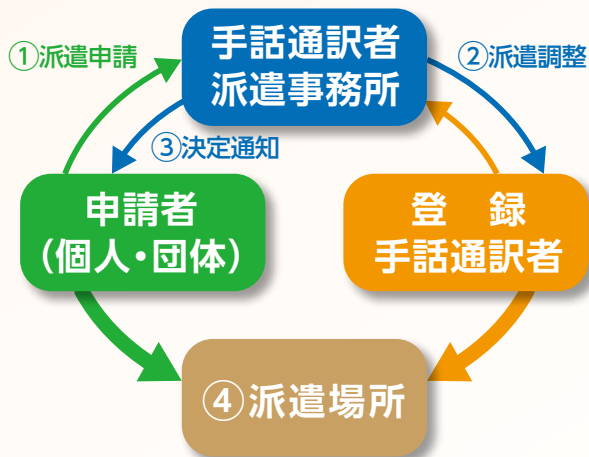 手話通訳者
派遣事務所
①派遣申請
②派遣調整
③決定通知
申請者
（個人・団体）
登　録
手話通訳者
④派遣場所